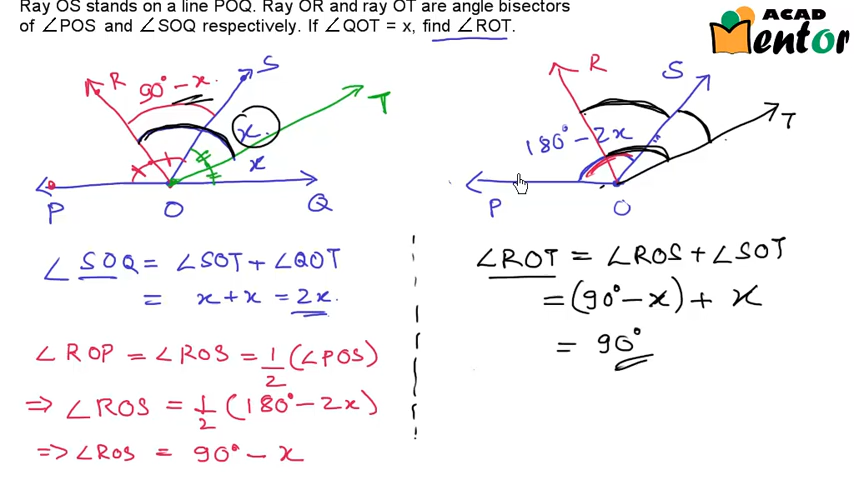 Ray OS stands on a line POQ. Ray OR and ray OT are angle bisectors
of ∠POS and ∠SOQ respectively. If ∠QOT = x, find ∠ROT.
ACAD
Mentor
R
90° - x
S
T
x
x
P
O
Q
R
S
T
180° - 2x
P
O
∠ SOQ = ∠SOT + ∠QOT
= x + x = 2x.
∠ ROP = ∠ROS = 1/2 (∠POS)
⇒ ∠ROS = 1/2 (180° - 2x)
⇒ ∠ROS = 90° - x
∠ROT = ∠ROS + ∠SOT
= (90° - x) + x
= 90°